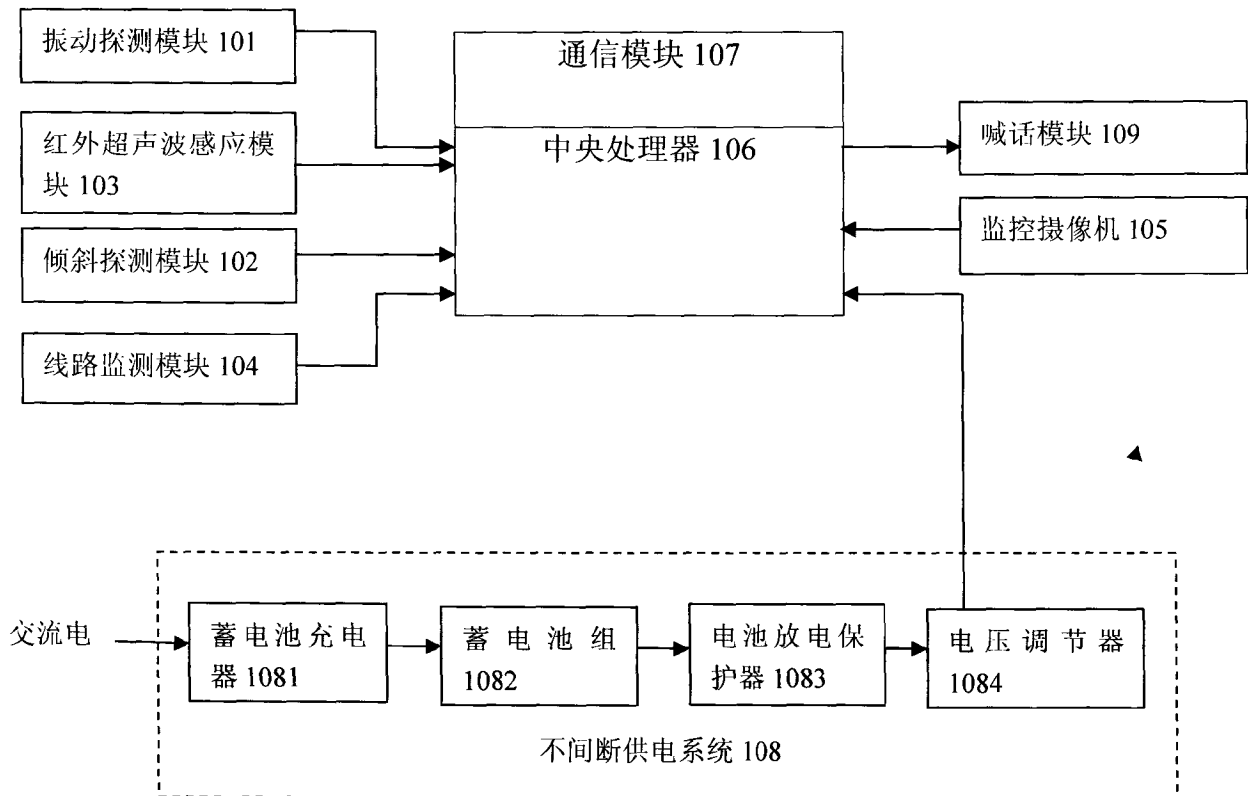 振动探测模块 101
通信模块 107
红外超声波感应模
块 103
中央处理器 106
喊话模块 109
倾斜探测模块 102
监控摄像机 105
线路监测模块 104
交流电
蓄电池充电
器 1081
蓄电池组
1082
电池放电保
护器 1083
电压调节器
1084
不间断供电系统 108